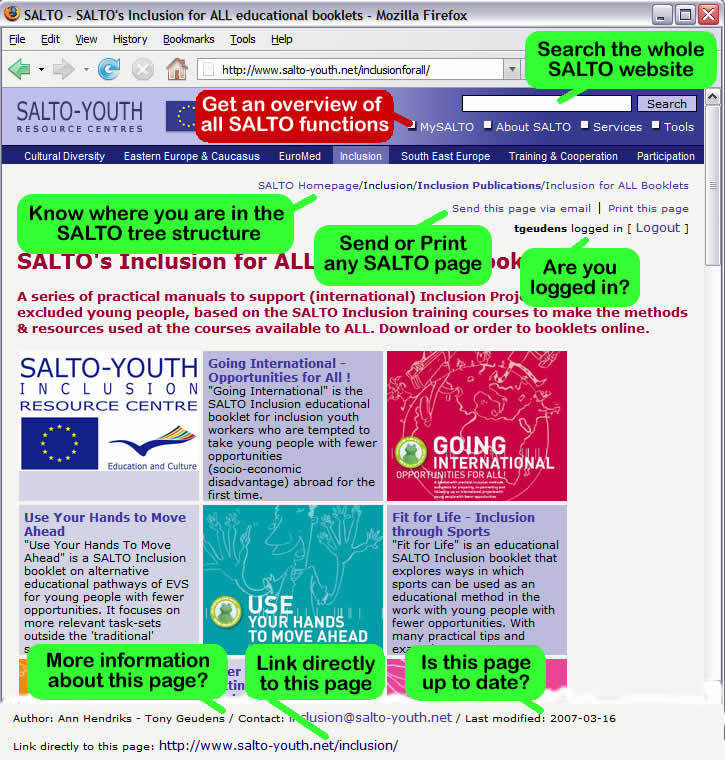 SALTO - SALTO's Inclusion for ALL educational booklets - Mozilla Firefox
File Edit View History Bookmarks Tools Help
http://www.salto-youth.net/inclusionforall/
Search the whole
SALTO website
SALTO-YOUTH
RESOURCE CENTRES
Get an overview of
all SALTO functions
Search
MySALTO About SALTO Services Tools
Cultural Diversity Eastern Europe & Caucasus EuroMed Inclusion South East Europe Training & Cooperation Participation
SALTO Homepage/Inclusion/Inclusion Publications/Inclusion for ALL Booklets
Know where you are in the
SALTO tree structure
Send this page via email | Print this page
tgeudens logged in [ Logout ]
Send or Print
any SALTO page
Are you
logged in?
SALTO's Inclusion for ALL
A series of practical manuals to support (international) Inclusion
excluded young people, based on the SALTO Inclusion training courses to make the methods
& resources used at the courses available to ALL. Download or order to booklets online.
SALTO-YOUTH
INCLUSION
RESOURCE CENTRE
Education and Culture
Going International -
Opportunities for All !
"Going International" is the
SALTO Inclusion educational
booklet for inclusion youth
workers who are tempted to
take young people with fewer
opportunities
(socio-economic
disadvantage) abroad for the
first time.
GOING
INTERNATIONAL
OPPORTUNITIES FOR ALL!
Use Your Hands to Move
Ahead
"Use Your Hands To Move
Ahead" is a SALTO Inclusion
booklet on alternative
educational pathways of EVS
for young people with fewer
opportunities. It focuses on
more relevant task-sets
outside the 'traditional'
USE
YOUR HANDS
TO MOVE AHEAD
Fit for Life - Inclusion
through Sports
"Fit for Life" is an educational
SALTO Inclusion booklet that
explores ways in which
sports can be used as an
educational method in the
work with young people with
fewer opportunities. With
many practical tips and
More information
about this page?
Link directly
to this page
Is this page
up to date?
Author: Ann Hendriks - Tony Geudens / Contact: inclusion@salto-youth.net / Last modified: 2007-03-16
Link directly to this page: http://www.salto-youth.net/inclusion/